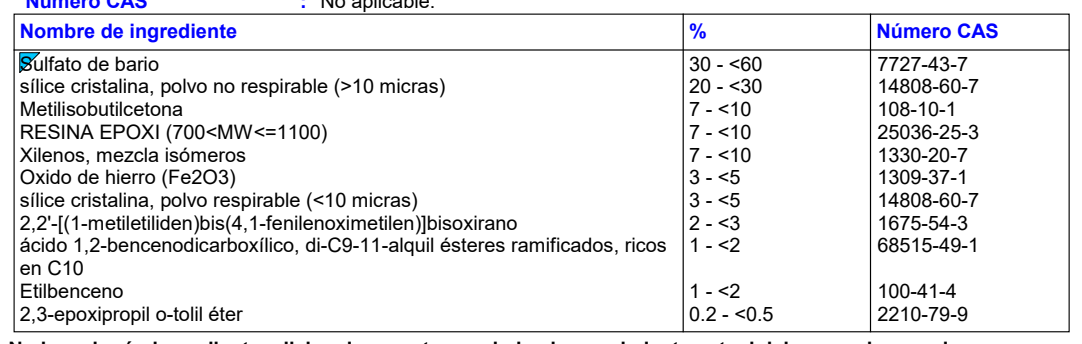 Número CAS : No aplicable.
Nombre de ingrediente % Número CAS
Sulfato de bario 30 - <60 7727-43-7
sílice cristalina, polvo no respirable (>10 micras) 20 - <30 14808-60-7
Metilisobutilcetona 7 - <10 108-10-1
RESINA EPOXI (700<MW<=1100) 7 - <10 25036-25-3
Xilenos, mezcla isómeros 7 - <10 1330-20-7
Oxido de hierro (Fe2O3) 3 - <5 1309-37-1
sílice cristalina, polvo respirable (<10 micras) 3 - <5 14808-60-7
2,2'-[(1-metiletiliden)bis(4,1-fenilenoximetilen)]bisoxirano 2 - <3 1675-54-3
ácido 1,2-bencenodicarboxílico, di-C9-11-alquil ésteres ramificados, ricos 1 - <2 68515-49-1
en C10
Etilbenceno 1 - <2 100-41-4
2,3-epoxipropil o-tolil éter 0.2 - <0.5 2210-79-9